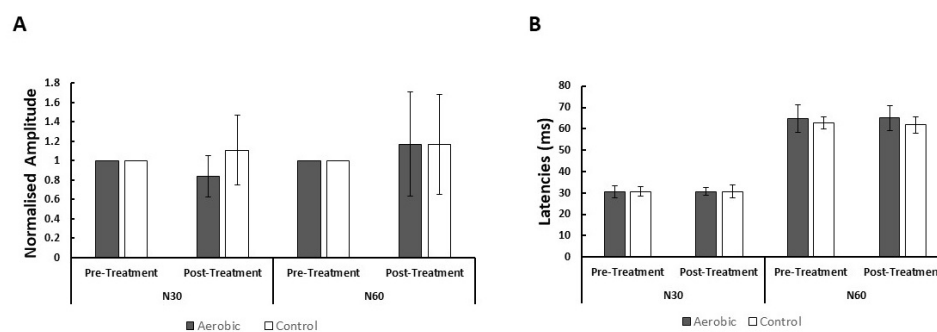 A
Normalised Amplitude
1.8
1.6
1.4
1.2
1
0.8
0.6
0.4
0.2
0
Pre-Treatment Post-Treatment Pre-Treatment Post-Treatment
N30 N60
Aerobic Control
B
Latencies (ms)
80
70
60
50
40
30
20
10
0
Pre-Treatment Post-Treatment Pre-Treatment Post-Treatment
N30 N60
Aerobic Control